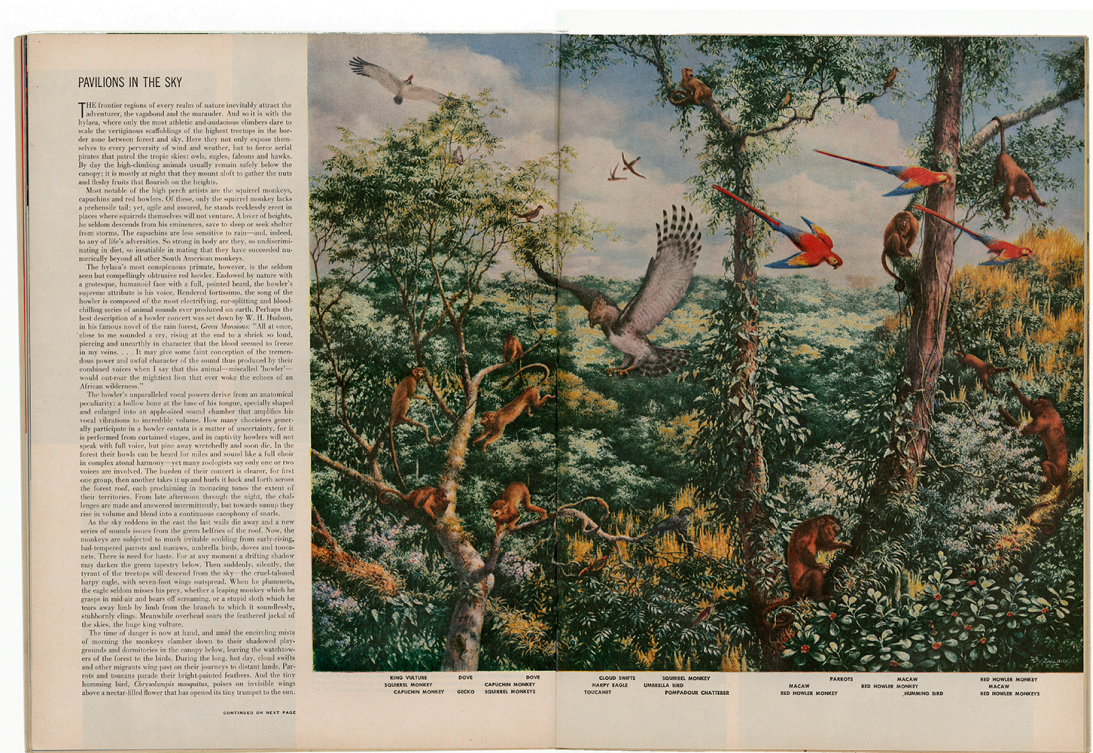 PAVILIONS IN THE SKY
THE frontier regions of every realm of nature inevitably attract the
adventurer, the vagabond and the marauder. And so it is with the
hylaea, where only the most athletic and audacious climbers dare to
scale the vertiginous scaffoldings of the highest treetops in the bor-
der zone between forest and sky. Here they not only expose them-
selves to every perversity of wind and weather, but to fierce aerial
pirates that patrol the tropic skies: owls, eagles, falcons and hawks.
By day the high-climbing animals usually remain safely below the
canopy; it is mostly at night that they mount aloft to gather the nuts
and fleshy fruits that flourish on the heights.
Most notable of the high perch artists are the squirrel monkeys,
capuchins and red howlers. Of these, only the squirrel monkey lacks
a prehensile tail; yet, agile and assured, he stands recklessly erect in
places where squirrels themselves will not venture. A lover of heights,
he seldom descends from his eminences, save to sleep or seek shelter
from storms. The capuchins are less sensitive to rain—and, indeed,
to any of life's adversities. So strong in body are they, so undiscrimi-
nating in diet, so insatiable in mating that they have succeeded nu-
merically beyond all other South American monkeys.
The hylaea's most conspicuous primate, however, is the seldom
seen but compellingly obtrusive red howler. Endowed by nature with
a grotesque, humanoid face with a full, pointed beard, the howler's
supreme attribute is his voice. Rendered fortissimo, the song of the
howler is composed of the most electrifying, ear-splitting and blood-
chilling series of animal sounds ever produced on earth. Perhaps the
best description of a howler concert was set down by W. H. Hudson,
in his famous novel of the rain forest, Green Mansions: "All at once,
close to me sounded a cry, rising at the end to a shriek so loud,
piercing and unearthly in character that the blood seemed to freeze
in my veins. . . . It may give some faint conception of the tremen-
dous power and awful character of the sound thus produced by their
combined voices when I say that this animal—miscalled 'howler'—
would out-roar the mightiest lion that ever woke the echoes of an
African wilderness."
The howler's unparalleled vocal powers derive from an anatomical
peculiarity: a hollow bone at the base of his tongue, specially shaped
and enlarged into an apple-sized sound chamber that amplifies his
vocal vibrations to incredible volume. How many choristers gener-
ally participate in a howler cantata is a matter of uncertainty, for it
is performed from curtained stages, and in captivity howlers will not
speak with full voice, but pine away wretchedly and soon die. In the
forest their howls can be heard for miles and sound like a full choir
in complex atonal harmony—yet many zoologists say only one or two
voices are involved. The burden of their concert is clearer, for first
one group, then another takes it up and hurls it back and forth across
the forest roof, each proclaiming in menacing tones the extent of
their territories. From late afternoon through the night, the chal-
lenges are made and answered intermittently, but towards sunup they
rise in volume and blend into a continuous cacophony of snarls.
As the sky reddens in the east the last wails die away and a new
series of sounds issues from the green belfries of the roof. Now, the
monkeys are subjected to much irritable scolding from early-rising,
bad-tempered parrots and macaws, umbrella birds, doves and touca-
nets. There is need for haste. For at any moment a drifting shadow
may darken the green tapestry below. Then suddenly, silently, the
tyrant of the treetops will descend from the sky—the cruel-taloned
harpy eagle, with seven-foot wings outspread. When he plummets,
the eagle seldom misses his prey, whether a leaping monkey which he
grasps in mid-air and bears off screaming, or a stupid sloth which he
tears away limb by limb from the branch to which it soundlessly,
stubbornly clings. Meanwhile overhead soars the feathered jackal of
the skies, the huge king vulture.
The time of danger is now at hand, and amid the encircling mists
of morning the monkeys clamber down to their shadowed play-
grounds and dormitories in the canopy below, leaving the watchtow-
ers of the forest to the birds. During the long, hot day, cloud swifts
and other migrants wing past on their journeys to distant lands. Par-
rots and toucans parade their bright-painted feathers. And the tiny
humming bird, Chrysolampis mosquitus, poises on invisible wings
above a nectar-filled flower that has opened its tiny trumpet to the sun.
CONTINUED ON NEXT PAGE
KING VULTURE DOVE DOVE
SQUIRREL MONKEY CAPUCHIN MONKEY
CAPUCHIN MONKEY GECKO SQUIRREL MONKEYS
CLOUD SWIFTS SQUIRREL MONKEY
HARPY EAGLE UMBRELLA BIRD
TOUCANET POMPADOUR CHATTERER
PARROTS MACAW RED HOWLER MONKEY
MACAW RED HOWLER MONKEY MACAW
RED HOWLER MONKEY HUMMING BIRD RED HOWLER MONKEYS